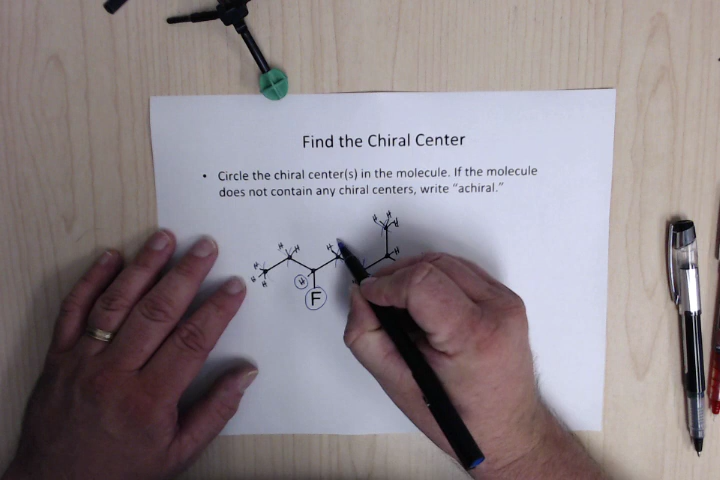 Find the Chiral Center
• Circle the chiral center(s) in the molecule. If the molecule
does not contain any chiral centers, write “achiral.”
H H H
H H H H
H
H H H
H
F